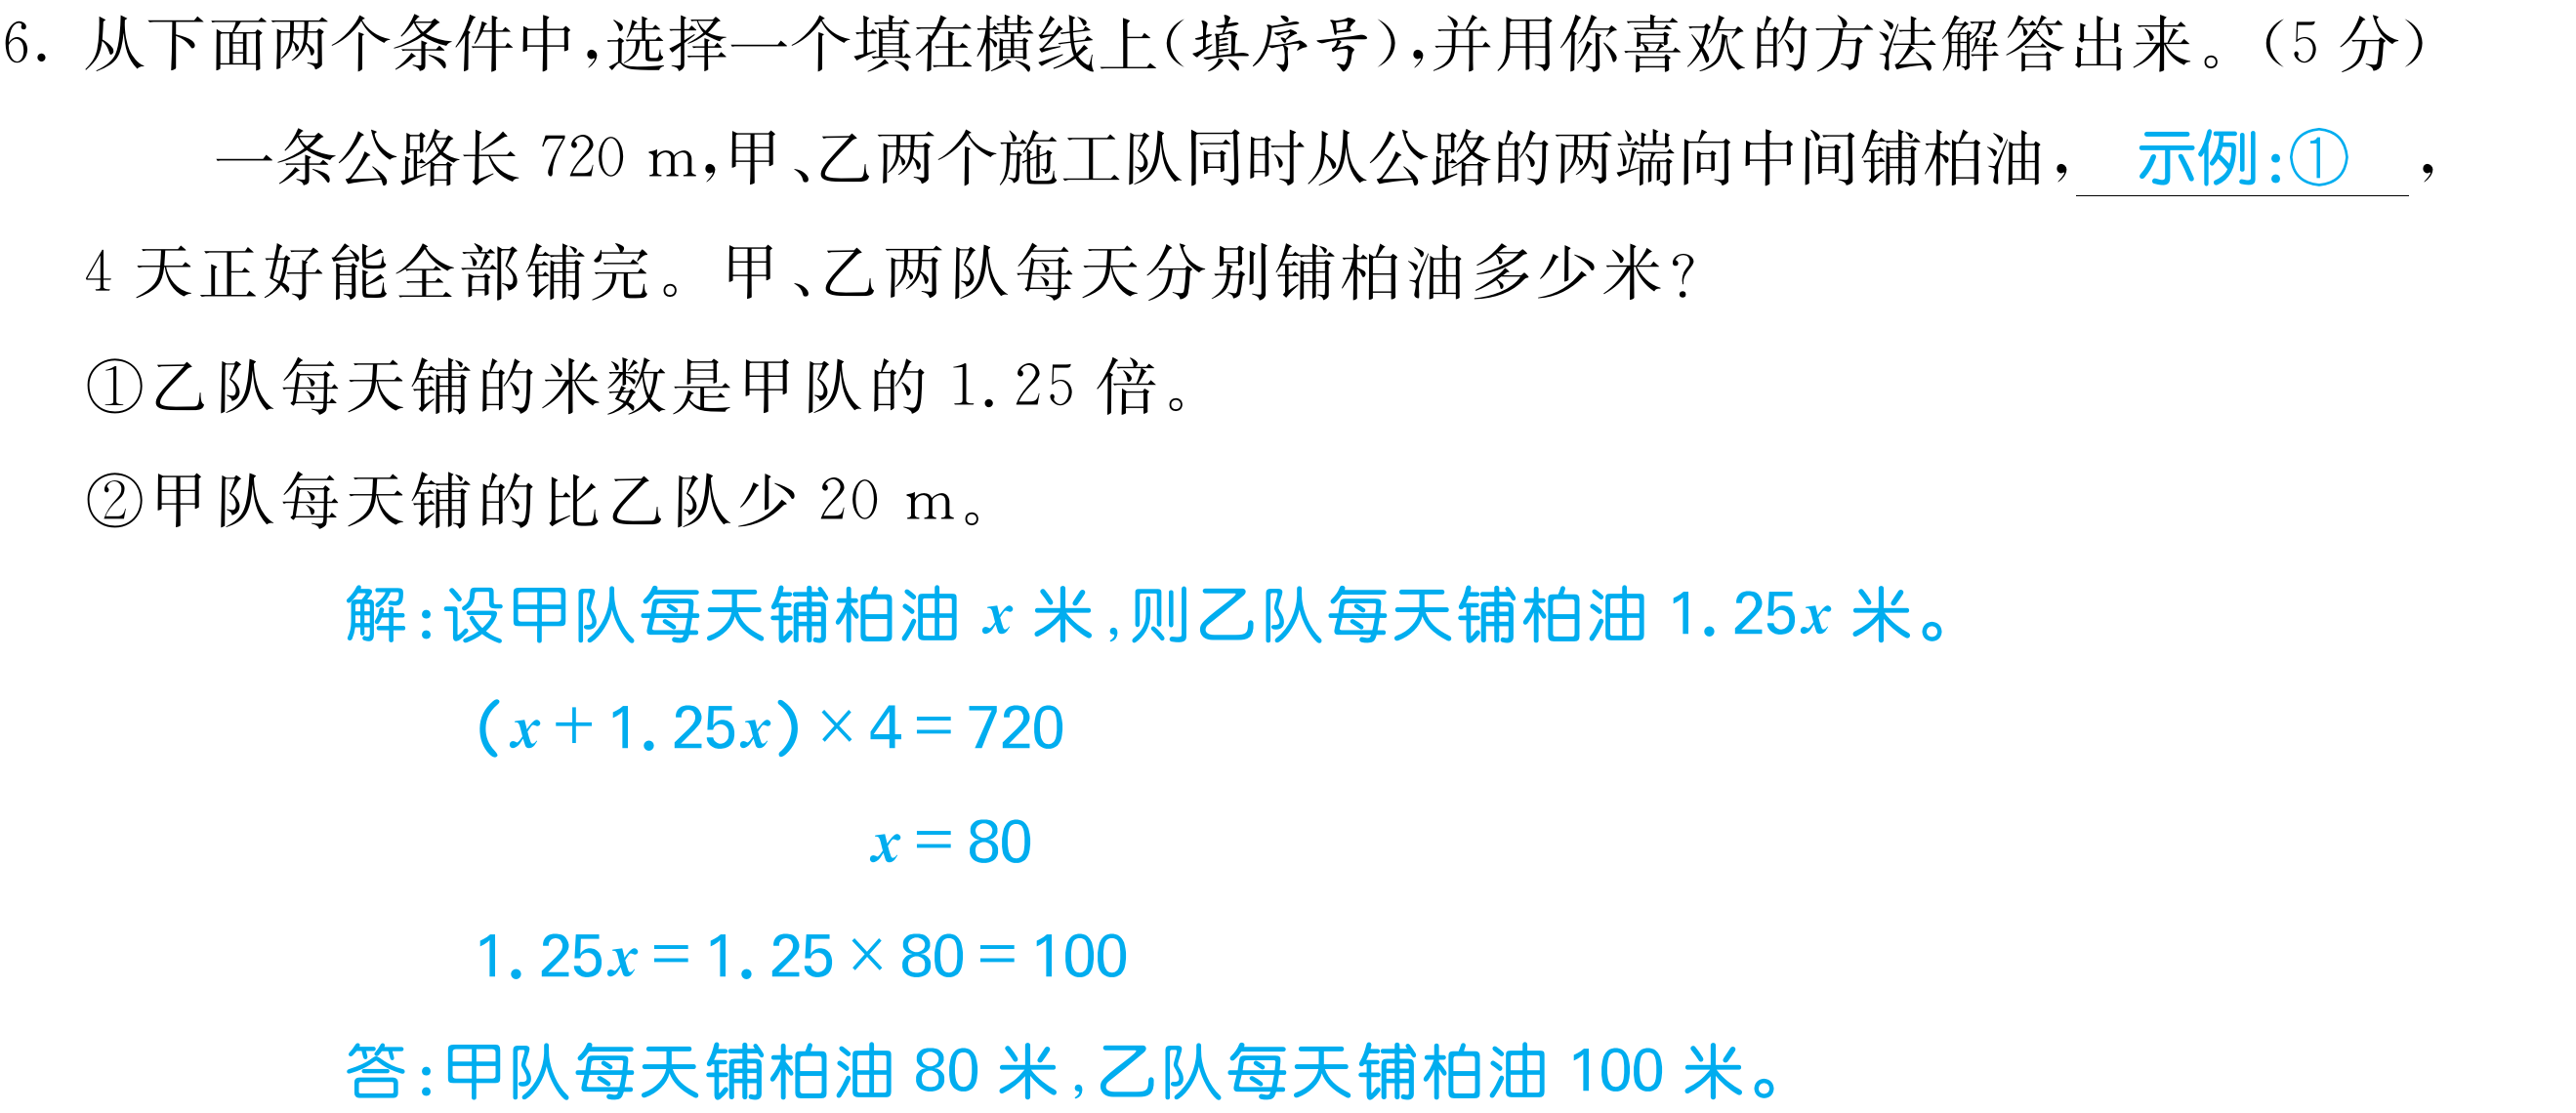 6. 从下面两个条件中,选择一个填在横线上(填序号),并用你喜欢的方法解答出来。(5 分)
一条公路长 720 m,甲、乙两个施工队同时从公路的两端向中间铺柏油, 示例:① ,
4 天正好能全部铺完。甲、乙两队每天分别铺柏油多少米?
①乙队每天铺的米数是甲队的 1.25 倍。
②甲队每天铺的比乙队少 20 m。
解:设甲队每天铺柏油 x 米,则乙队每天铺柏油 1.25x 米。
(x+1.25x)×4=720
x=80
1.25x=1.25×80=100
答:甲队每天铺柏油 80 米,乙队每天铺柏油 100 米。